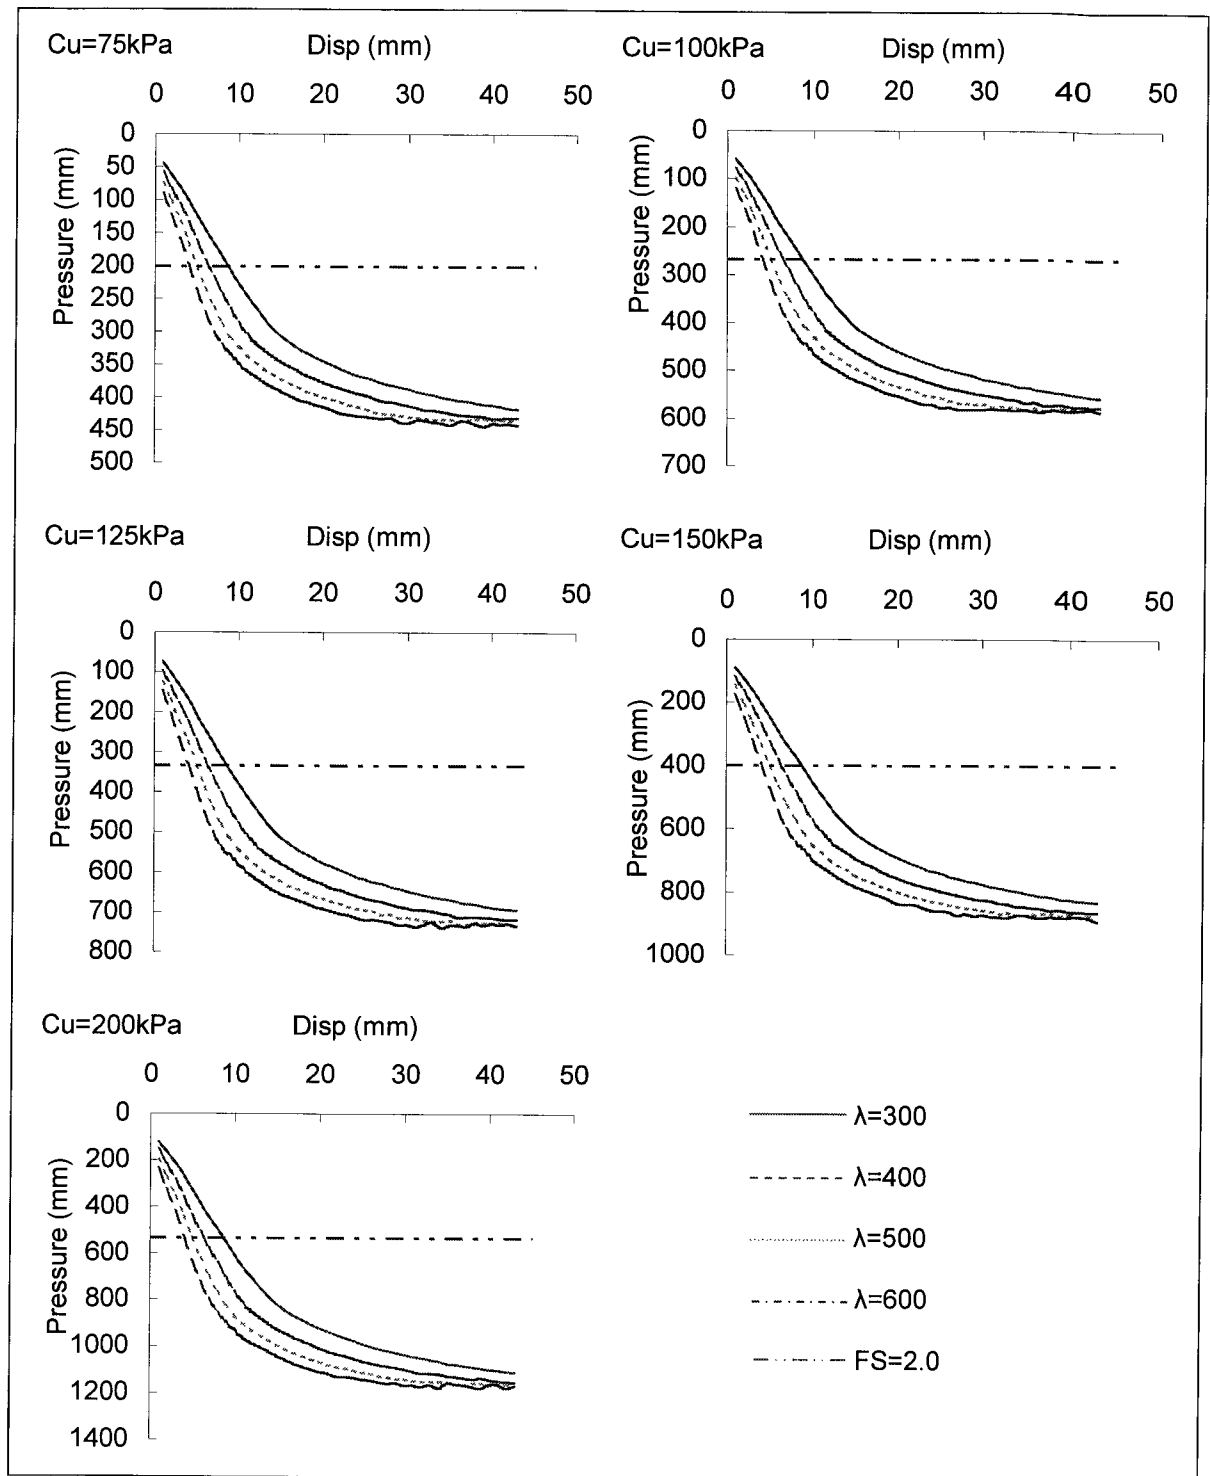 Cu=75kPa Disp (mm)
0 10 20 30 40 50
0
50
100
150
200
250
300
350
400
450
500
Pressure (mm)
Cu=100kPa Disp (mm)
0 10 20 30 40 50
0
100
200
300
400
500
600
700
Pressure (mm)
Cu=125kPa Disp (mm)
0 10 20 30 40 50
0
100
200
300
400
500
600
700
800
Pressure (mm)
Cu=150kPa Disp (mm)
0 10 20 30 40 50
0
200
400
600
800
1000
Pressure (mm)
Cu=200kPa Disp (mm)
0 10 20 30 40 50
0
200
400
600
800
1000
1200
1400
Pressure (mm)
λ=300
λ=400
λ=500
λ=600
FS=2.0